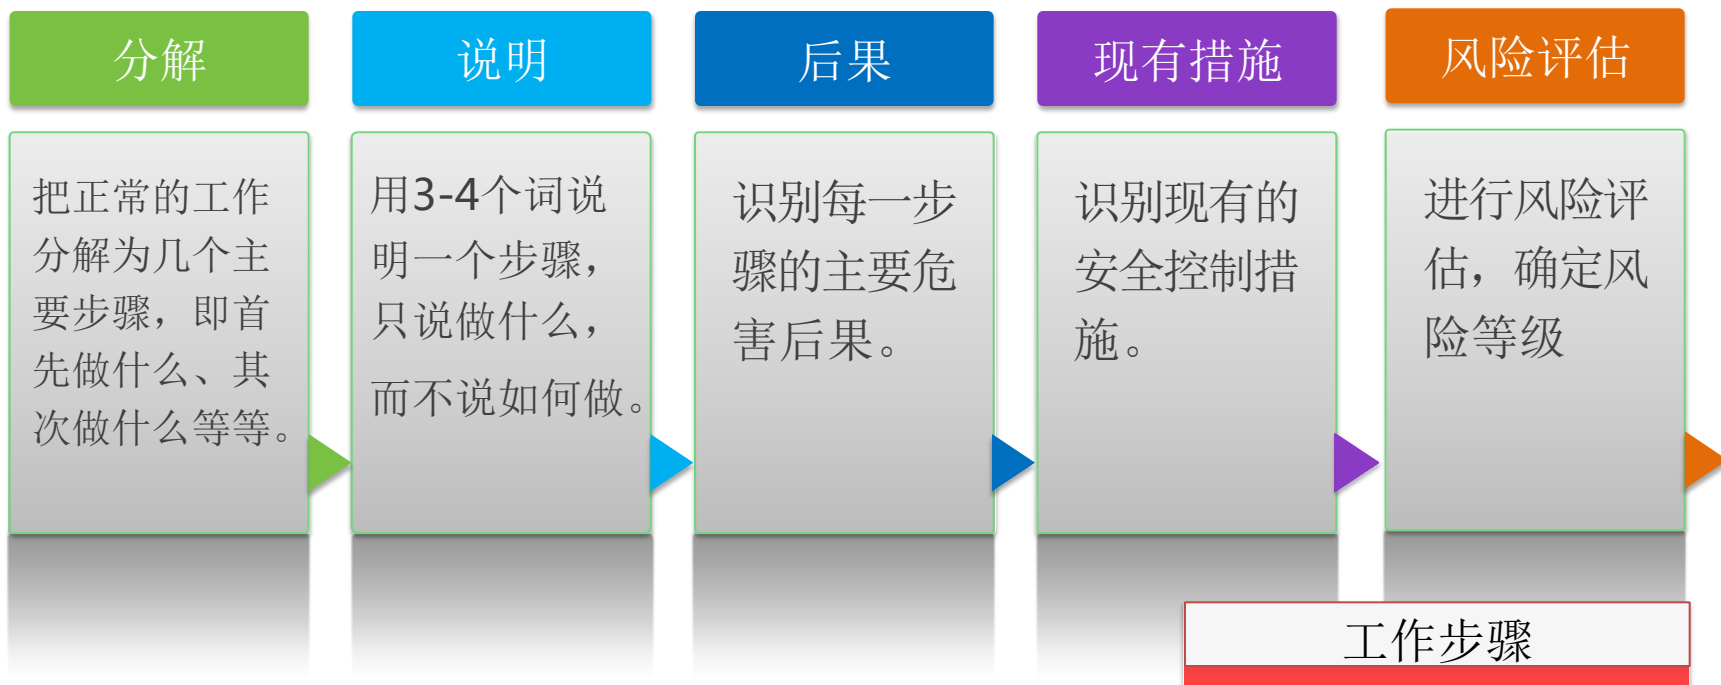 分解
把正常的工作
分解为几个主
要步骤，即首
先做什么、其
次做什么等等。
说明
用3-4个词说
明一个步骤，
只说做什么，
而不说如何做。
后果
识别每一步
骤的主要危
害后果。
现有措施
识别现有的
安全控制措
施。
风险评估
进行风险评
估，确定风
险等级
工作步骤